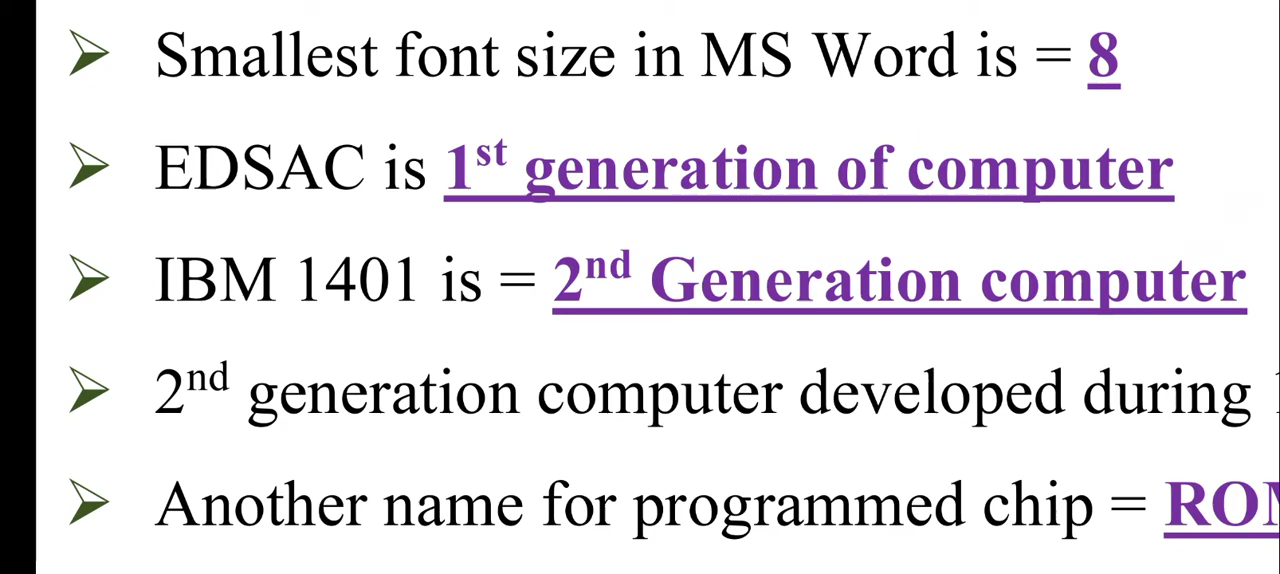 Smallest font size in MS Word is = 8
EDSAC is 1st generation of computer
IBM 1401 is = 2nd Generation computer
2nd generation computer developed during
Another name for programmed chip =